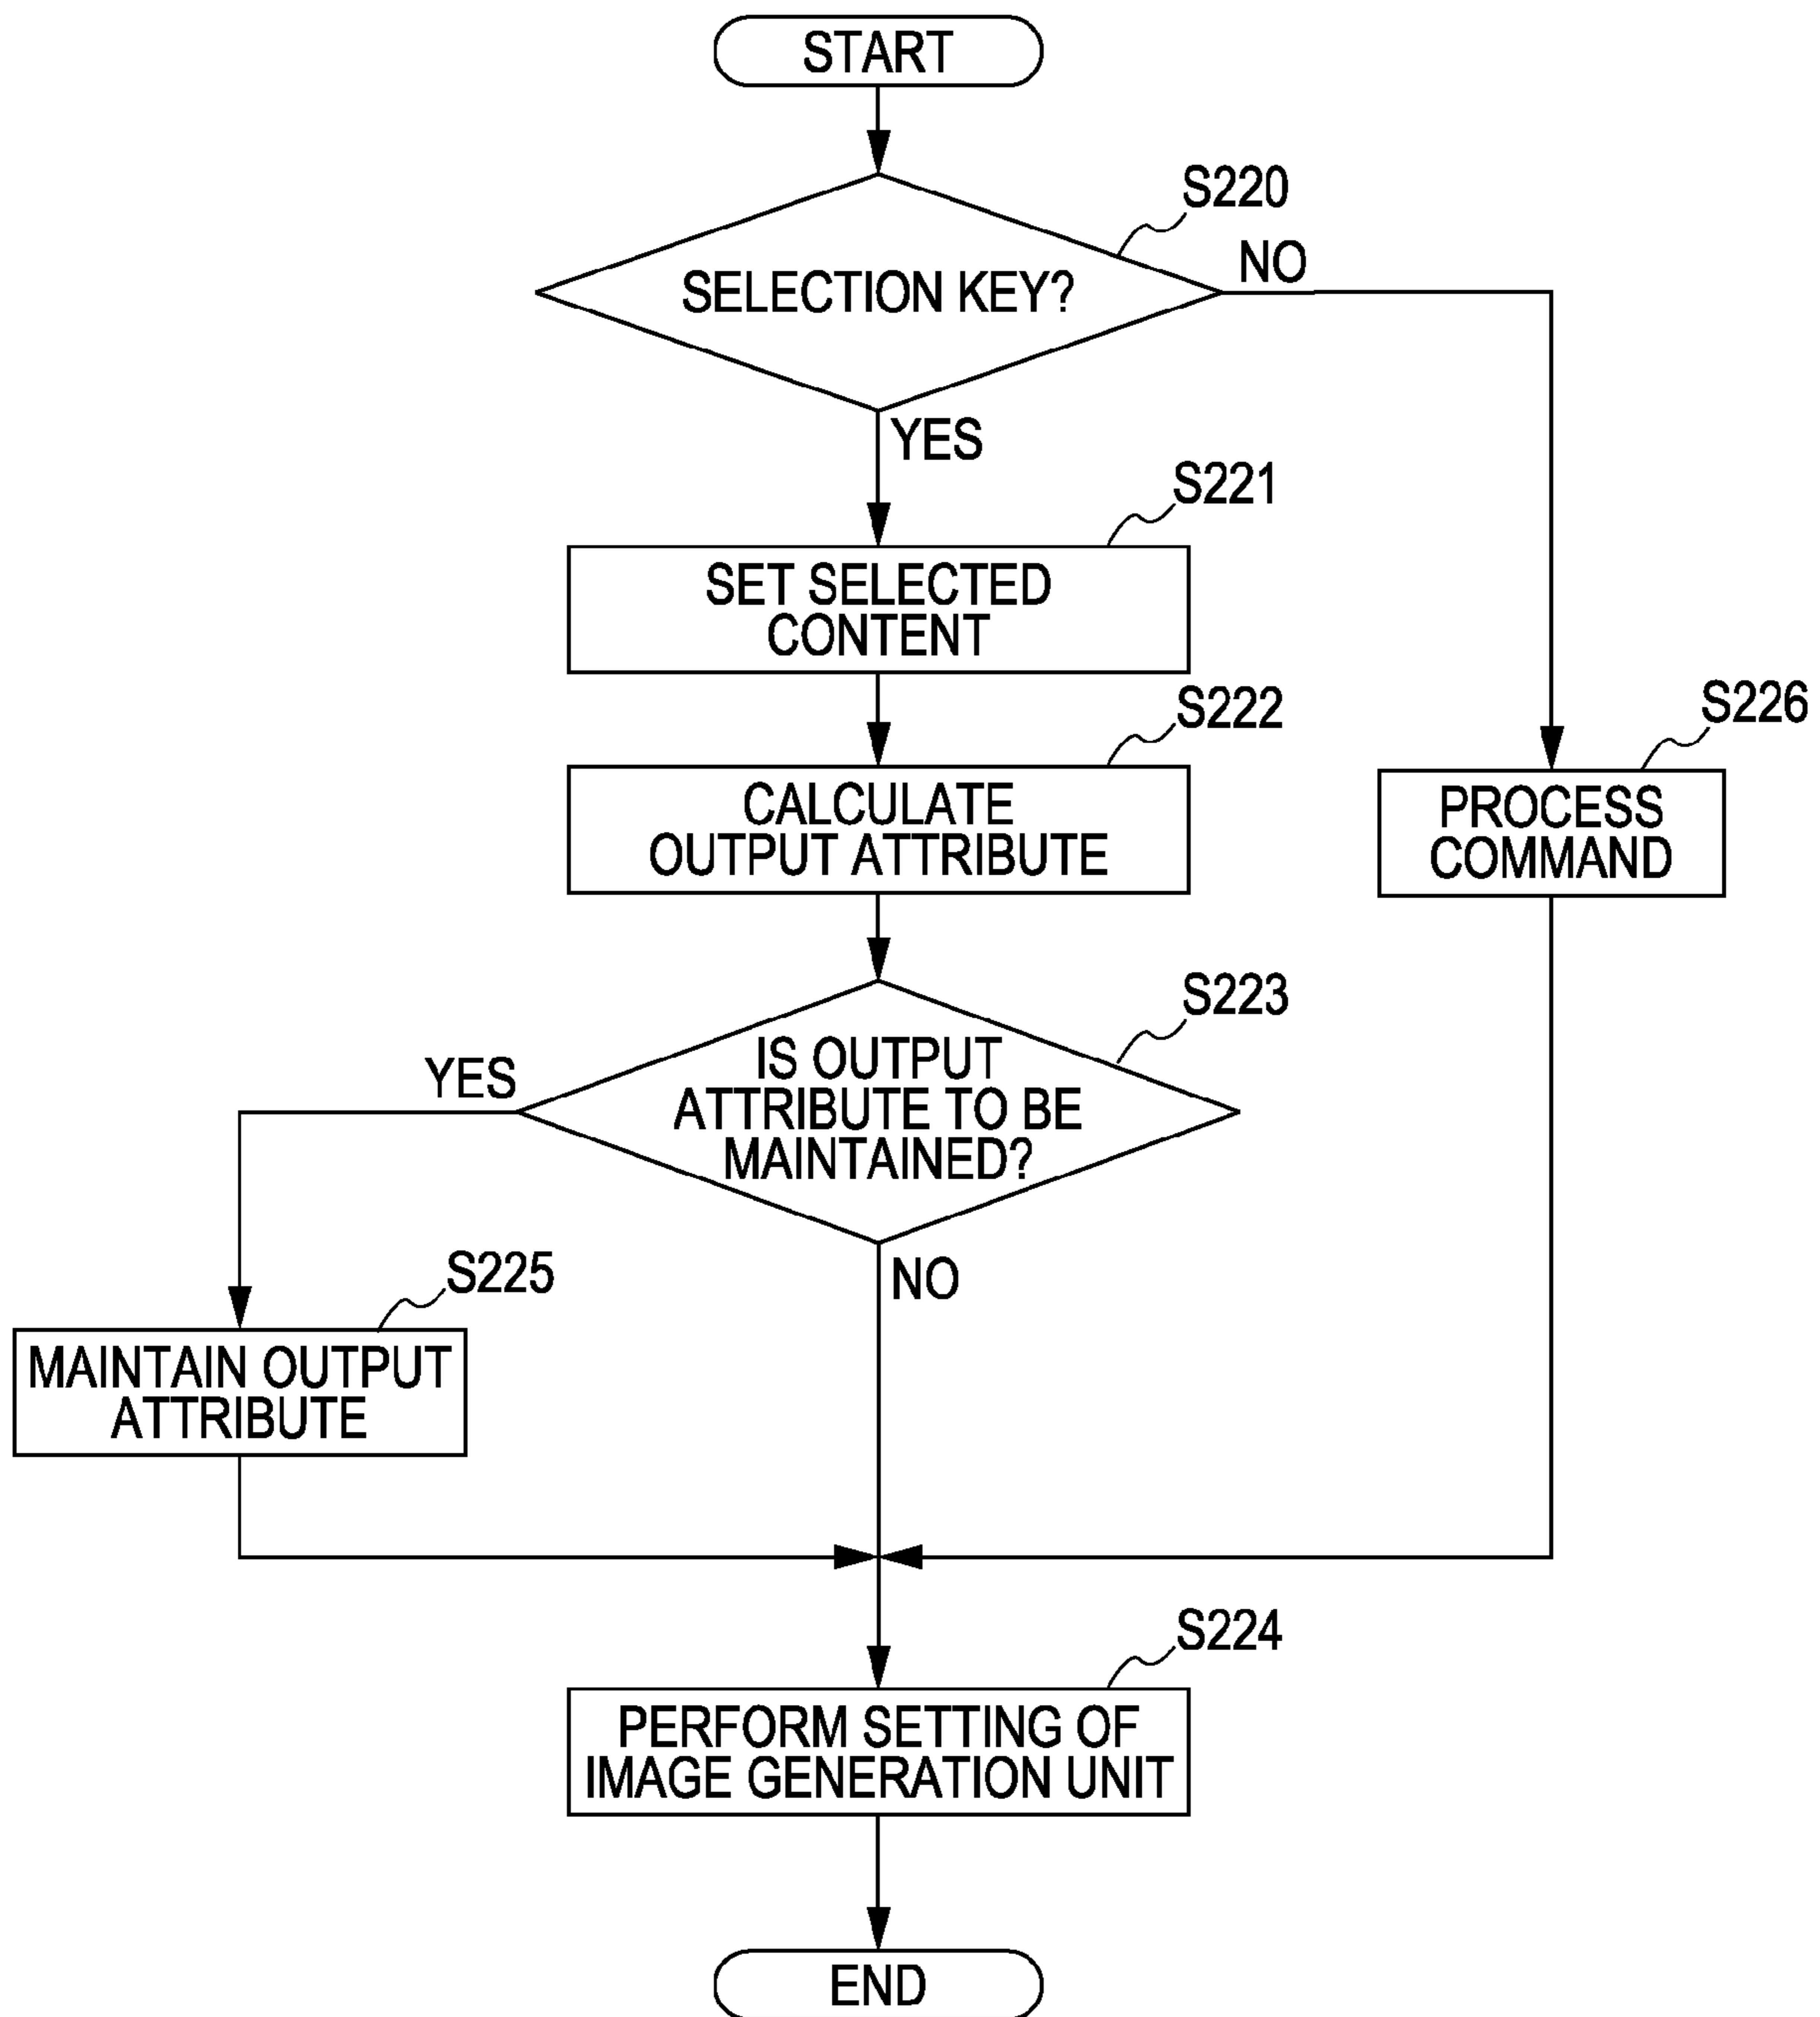 START
S220
NO
SELECTION KEY?
YES
S221
SET SELECTED
CONTENT
S222
CALCULATE
OUTPUT ATTRIBUTE
S226
PROCESS
COMMAND
S223
YES
IS OUTPUT
ATTRIBUTE TO BE
MAINTAINED?
NO
S225
MAINTAIN OUTPUT
ATTRIBUTE
S224
PERFORM SETTING OF
IMAGE GENERATION UNIT
END